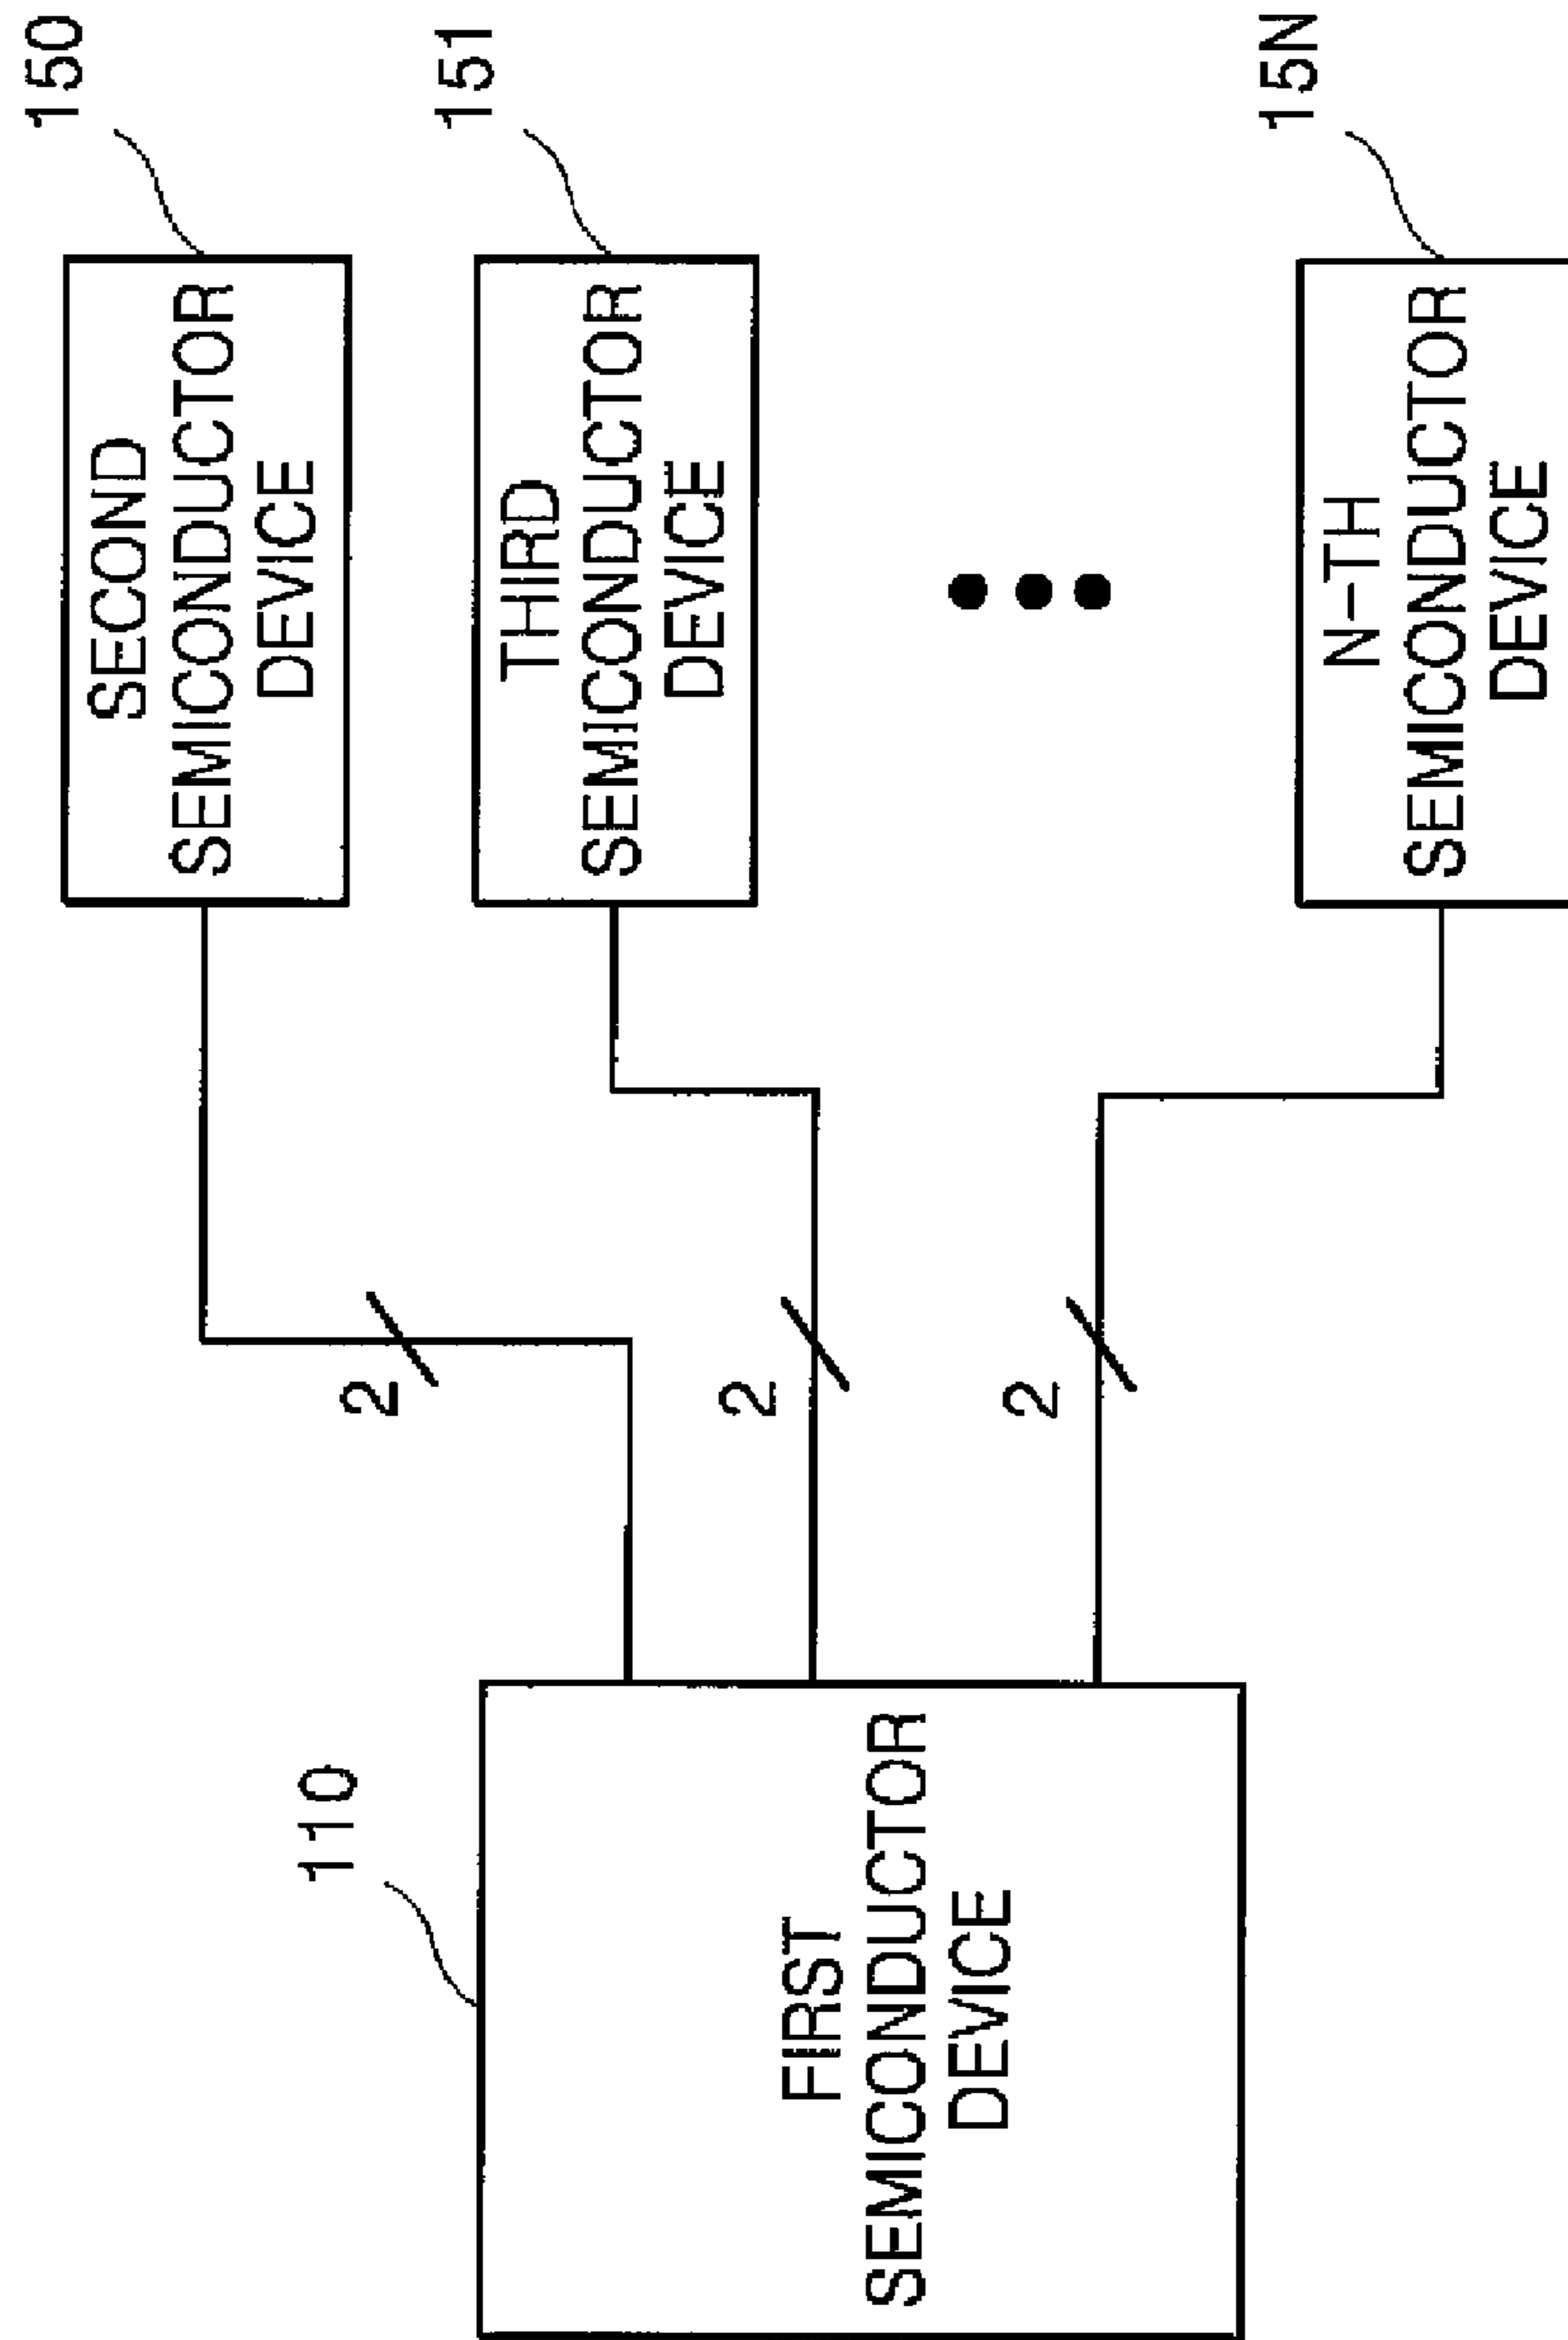 150
SECOND
SEMICONDUCTOR
DEVICE
151
THIRD
SEMICONDUCTOR
DEVICE
15N
N-TH
SEMICONDUCTOR
DEVICE
2
2
2
110
FIRST
SEMICONDUCTOR
DEVICE